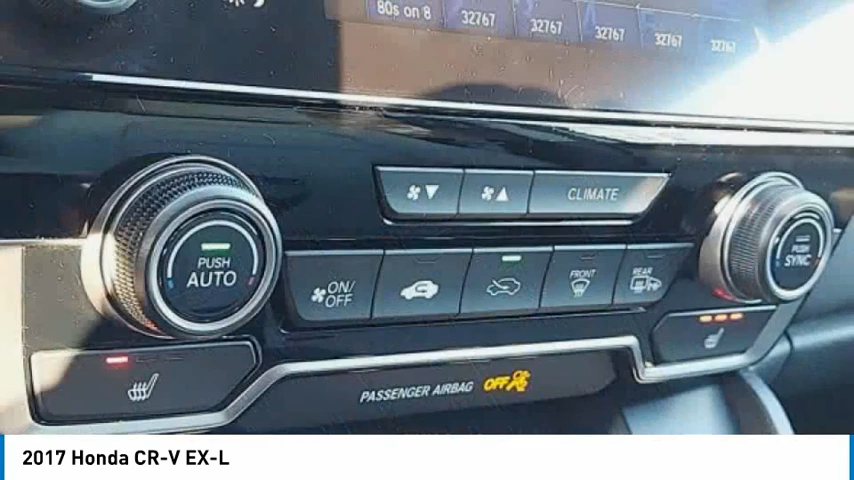 80s on 8 32767 32767 32767 32767 32767
CLIMATE
PUSH
AUTO
PUSH
SYNC
ON/
OFF
FRONT
REAR
PASSENGER AIRBAG OFF
2017 Honda CR-V EX-L